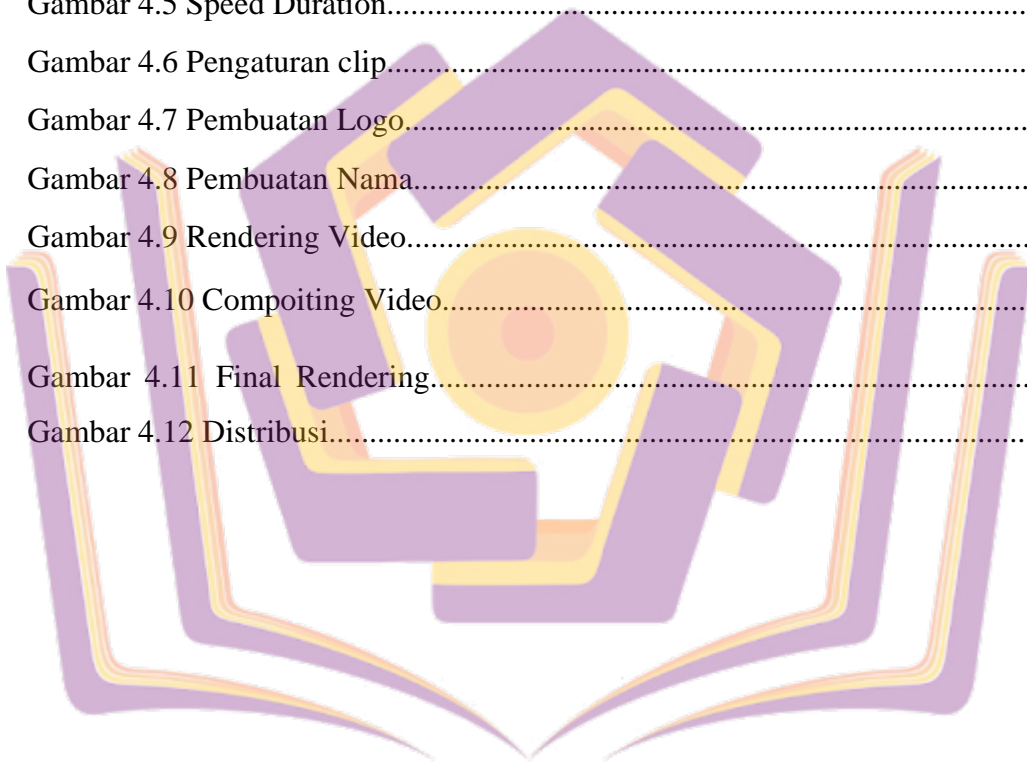 Gambar 4.5 Speed Duration........................................................................
Gambar 4.6 Pengaturan clip........................................................................
Gambar 4.7 Pembuatan Logo......................................................................
Gambar 4.8 Pembuatan Nama.....................................................................
Gambar 4.9 Rendering Video......................................................................
Gambar 4.10 Compoiting Video.................................................................
Gambar 4.11 Final Rendering....................................................................
Gambar 4.12 Distribusi...............................................................................